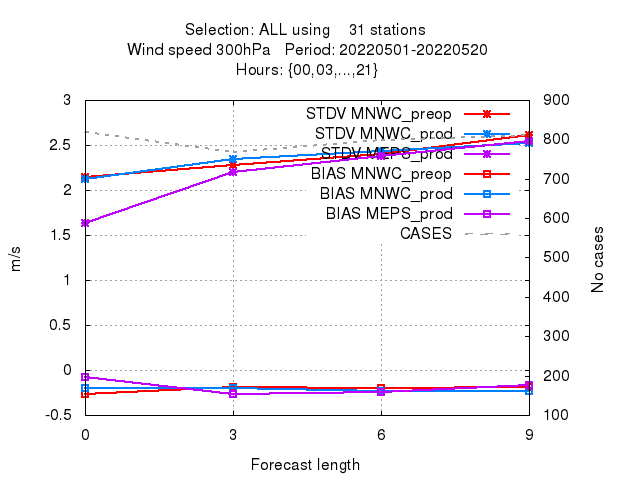 Selection: ALL using 31 stations
Wind speed 300hPa Period: 20220501-20220520
Hours: {00,03,...,21}
3
2.5
2
1.5
1
0.5
0
-0.5
900
800
700
600
500
400
300
200
100
STDV MNWC_preop
STDV MNWC_prod
STDV MEPS_prod
BIAS MNWC_preop
BIAS MNWC_prod
BIAS MEPS_prod
CASES
m/s
No cases
0 3 6 9
Forecast length